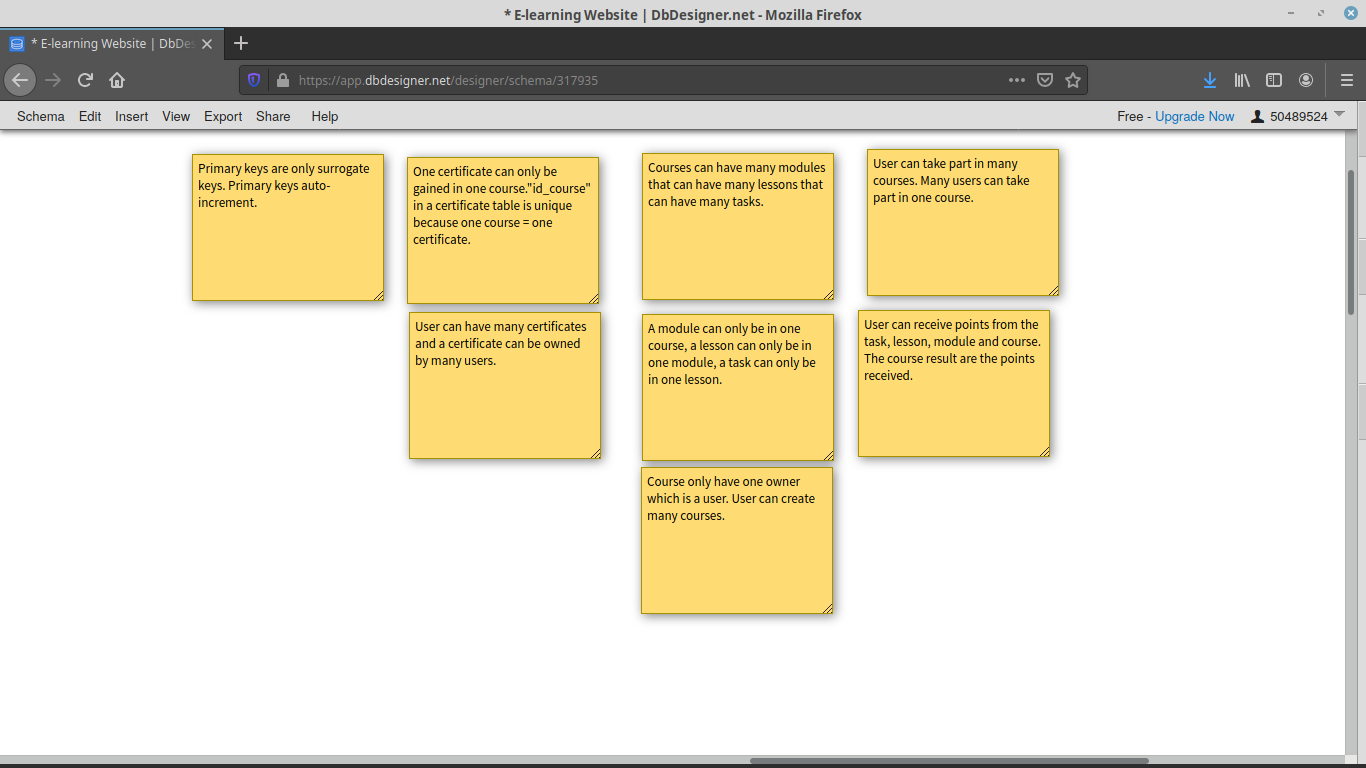 * E-learning Website | DbDesigner.net - Mozilla Firefox
* E-learning Website | DbDes
https://app.dbdesigner.net/designer/schema/317935
Schema Edit Insert View Export Share Help Free - Upgrade Now 50489524
Primary keys are only surrogate
keys. Primary keys auto-
increment.
One certificate can only be
gained in one course."id_course"
in a certificate table is unique
because one course = one
certificate.
Courses can have many modules
that can have many lessons that
can have many tasks.
User can take part in many
courses. Many users can take
part in one course.
User can have many certificates
and a certificate can be owned
by many users.
A module can only be in one
course, a lesson can only be in
one module, a task can only be
in one lesson.
User can receive points from the
task, lesson, module and course.
The course result are the points
received.
Course only have one owner
which is a user. User can create
many courses.